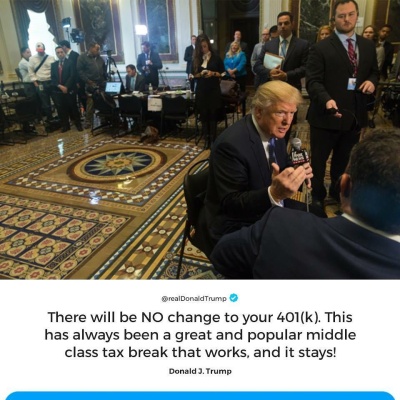 @realDonaldTrump
There will be NO change to your 401(k). This
has always been a great and popular middle
class tax break that works, and it stays!
Donald J. Trump